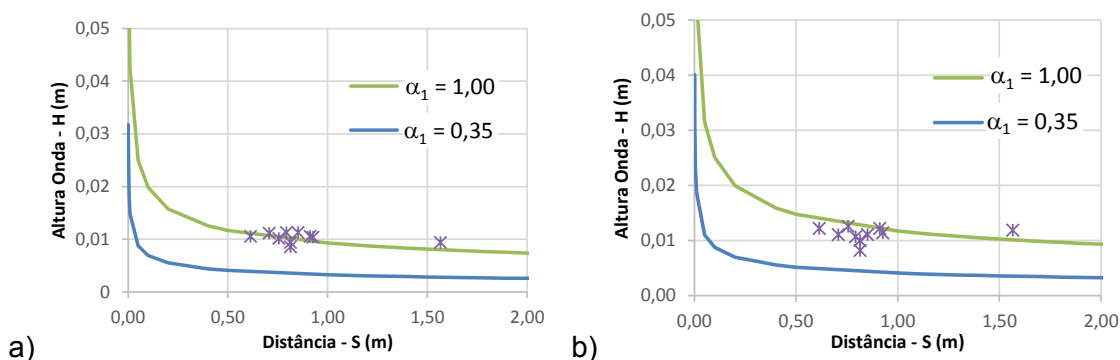 0,05
0,04
0,03
0,02
0,01
0
Altura Onda - H (m)
α1 = 1,00
α1 = 0,35
0,00 0,50 1,00 1,50 2,00
Distância - S (m)
a)
0,05
0,04
0,03
0,02
0,01
0,00
Altura Onda - H (m)
α1 = 1,00
α1 = 0,35
0,00 0,50 1,00 1,50 2,00
Distância - S (m)
b)